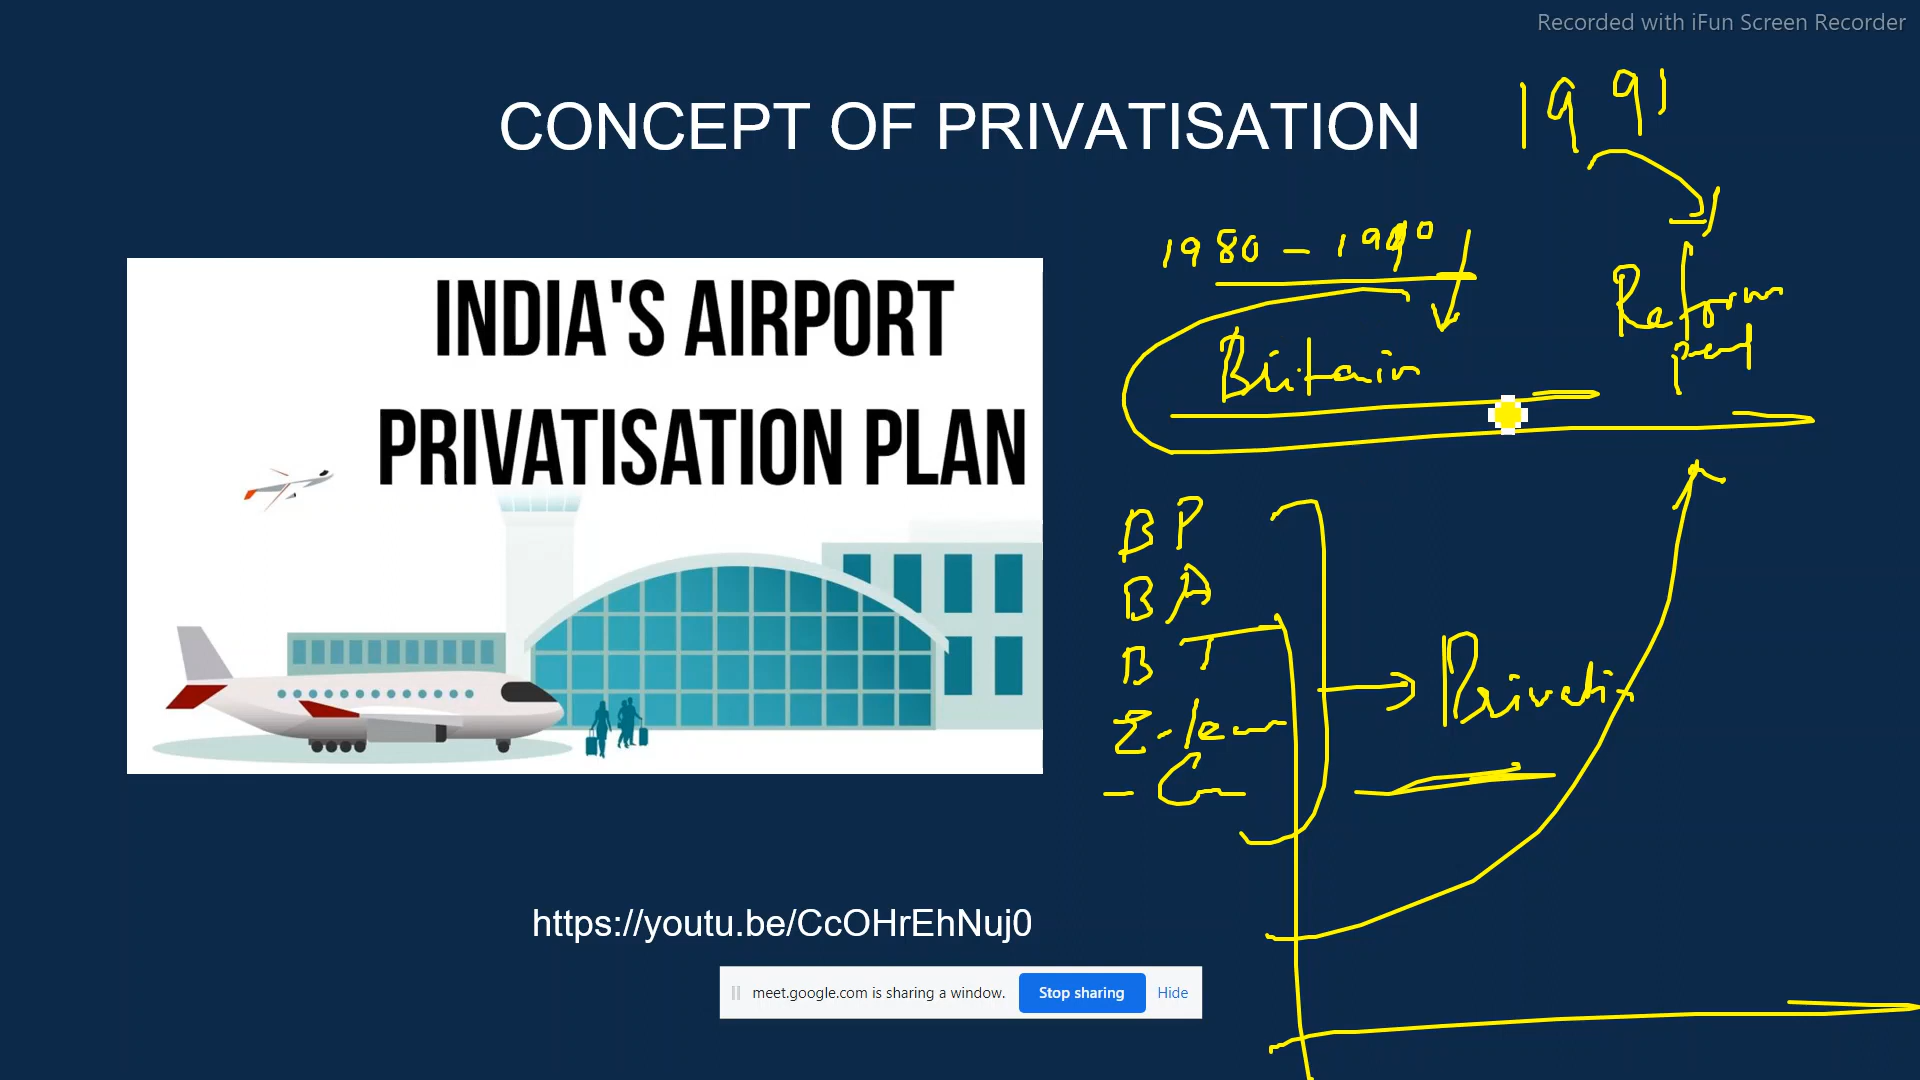 Recorded with iFun Screen Recorder
CONCEPT OF PRIVATISATION
1991
1980 - 1990
Reform
Britain
INDIA'S AIRPORT
PRIVATISATION PLAN
BP
BA
BT
https://youtu.be/CcOHrEhNuj0
meet.google.com is sharing a window.
Stop sharing
Hide